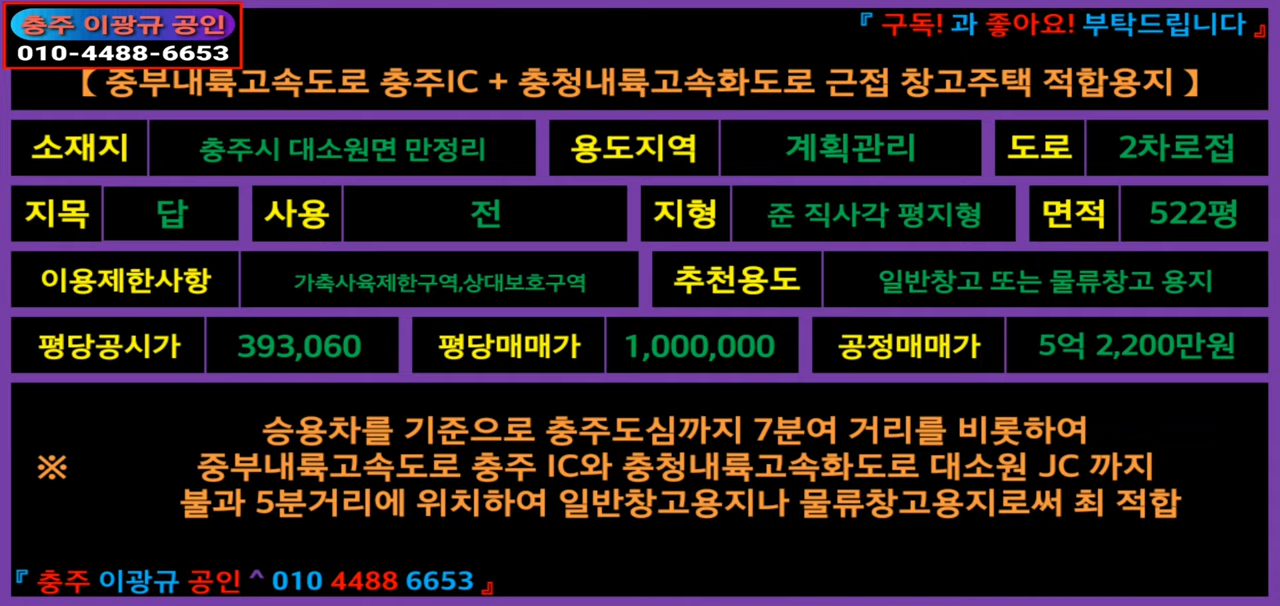 충주 이광규 공인
010-4488-6653
『 구독! 과 좋아요! 부탁드립니다 』
【 중부내륙고속도로 충주IC + 충청내륙고속화도로 근접 창고주택 적합용지 】
소재지 충주시 대소원면 만정리 용도지역 계획관리 도로 2차로접
지목 답 사용 전 지형 준 직사각 평지형 면적 522평
이용제한사항 가축사육제한구역,상대보호구역 추천용도 일반창고 또는 물류창고 용지
평당공시가 393,060 평당매매가 1,000,000 공정매매가 5억 2,200만원
승용차를 기준으로 충주도심까지 7분여 거리를 비롯하여
※ 중부내륙고속도로 충주 IC와 충청내륙고속화도로 대소원 JC 까지
불과 5분거리에 위치하여 일반창고용지나 물류창고용지로써 최 적합
『 충주 이광규 공인 ^ 010 4488 6653 』